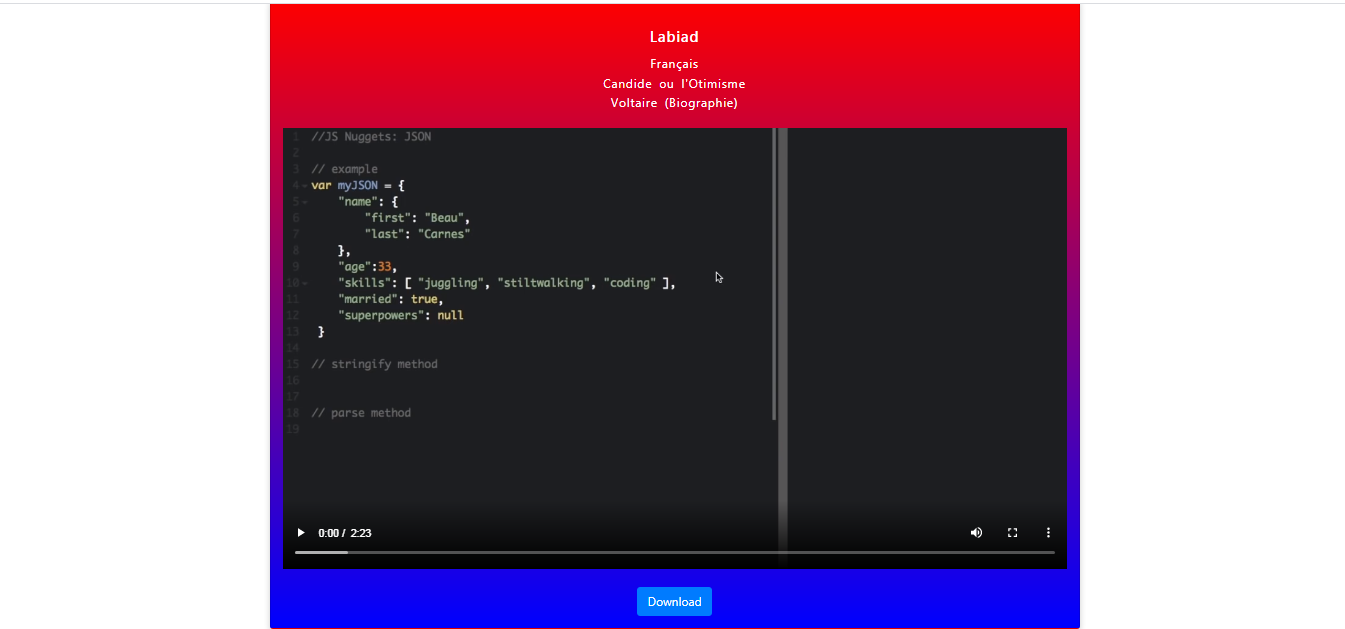 Labiad
Français
Candide ou l'Otimisme
Voltaire (Biographie)
1 //JS Nuggets: JSON
2
3 // example
4 var myJSON = {
5 "name": {
6 "first": "Beau",
7 "last": "Carnes"
8 },
9 "age":33,
10 "skills": [ "juggling", "stiltwalking", "coding" ],
11 "married": true,
12 "superpowers": null
13 }
14
15 // stringify method
16
17
18 // parse method
19
0:00 / 2:23
Download